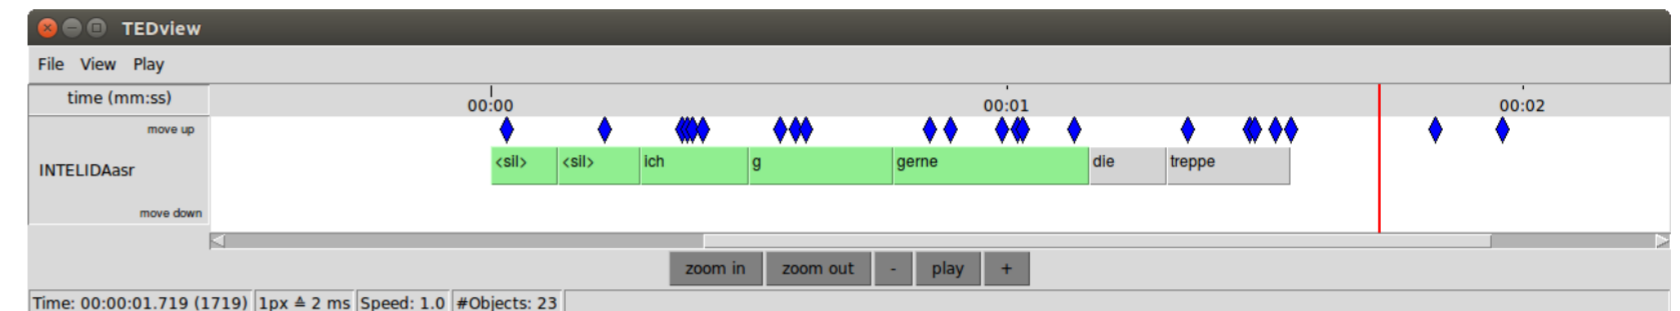 TEDview
File View Play
time (mm:ss) 00:00 00:01 00:02
move up
INTELIDAasr <sil> <sil> ich g gerne die treppe
move down
zoom in zoom out - play +
Time: 00:00:01.719 (1719) 1px ≙ 2 ms Speed: 1.0 #Objects: 23